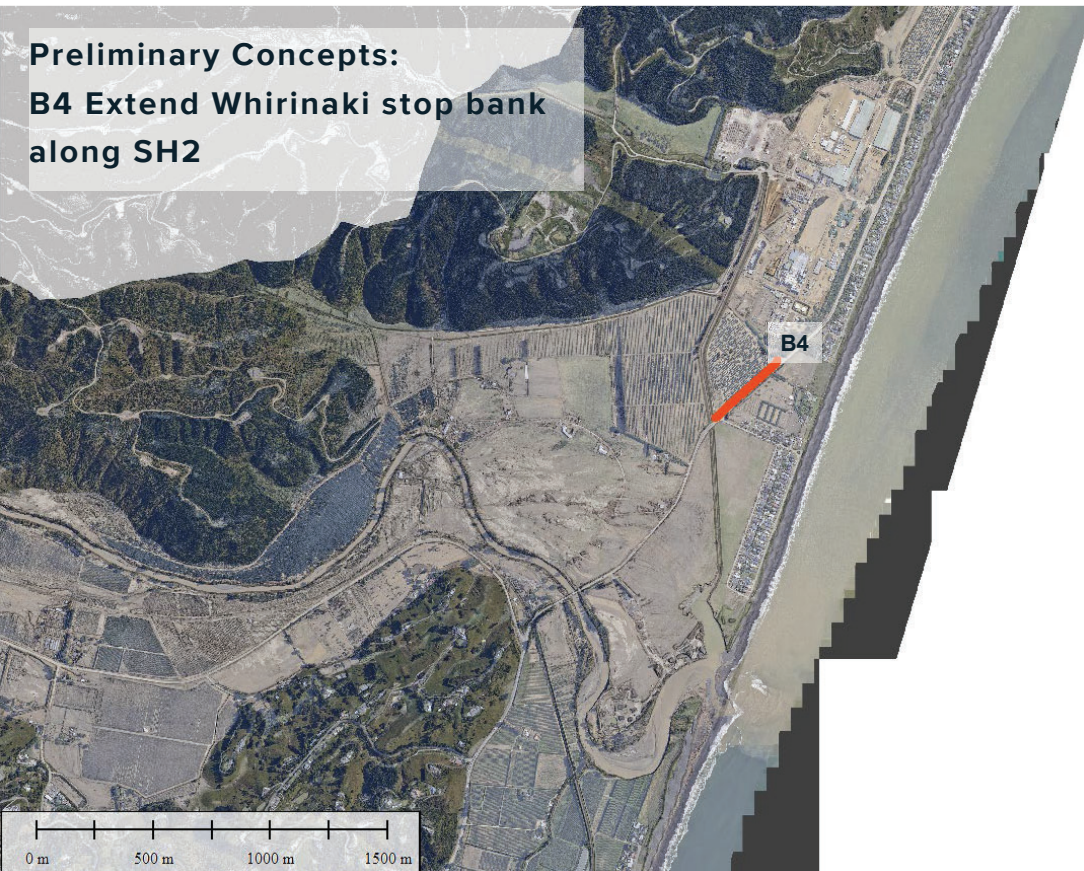 Preliminary Concepts:
B4 Extend Whirinaki stop bank
along SH2
B4
0 m 500 m 1000 m 1500 m